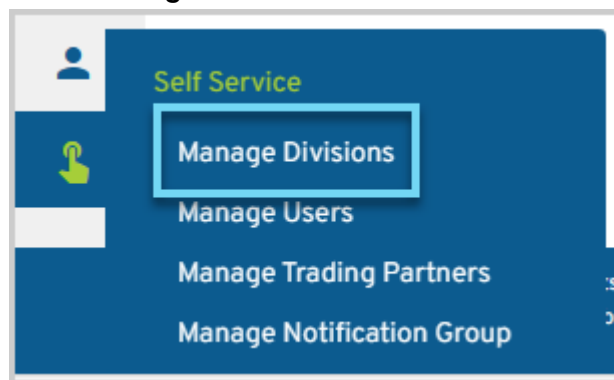 Self Service
Manage Divisions
Manage Users
Manage Trading Partners
Manage Notification Group